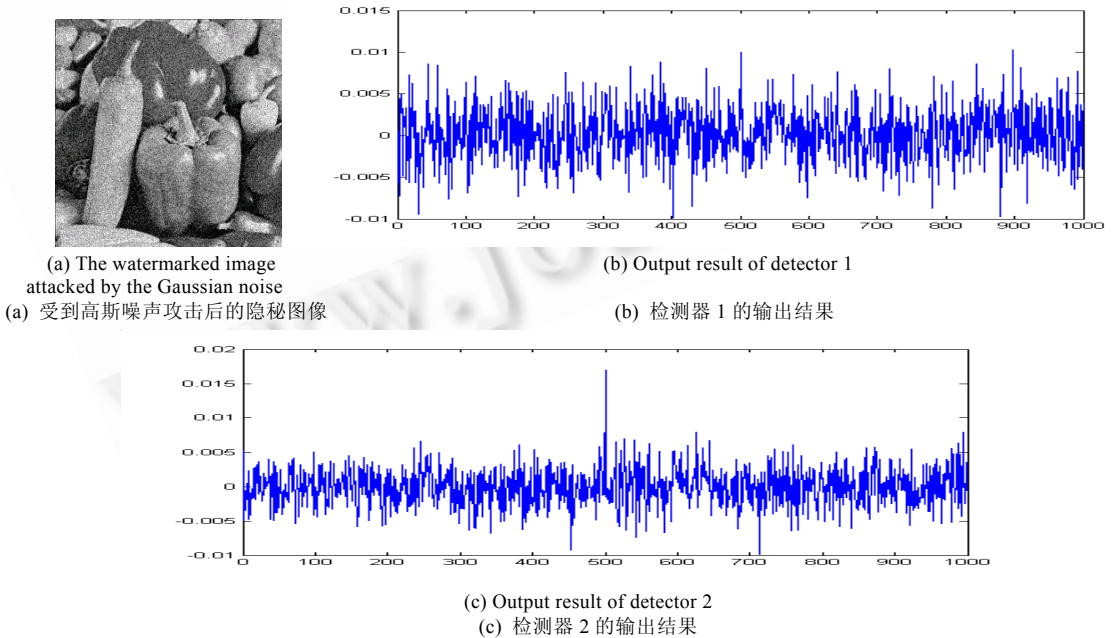 0.015
0.01
0.005
0
-0.005
-0.01
0 100 200 300 400 500 600 700 800 900 1000
(a) The watermarked image
attacked by the Gaussian noise
(a) 受到高斯噪声攻击后的隐秘图像
(b) Output result of detector 1
(b) 检测器 1 的输出结果
0.02
0.015
0.01
0.005
0
-0.005
-0.01
0 100 200 300 400 500 600 700 800 900 1000
(c) Output result of detector 2
(c) 检测器 2 的输出结果